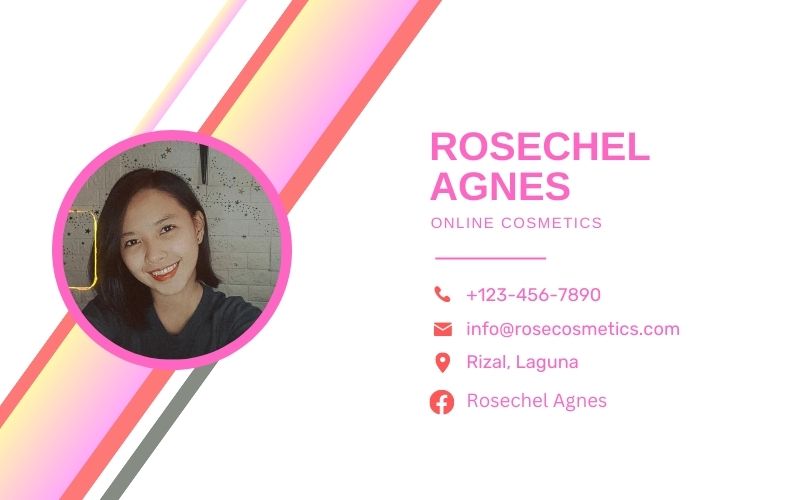 ROSECHEL
AGNES
ONLINE COSMETICS
+123-456-7890
info@rosecosmetics.com
Rizal, Laguna
Rosechel Agnes